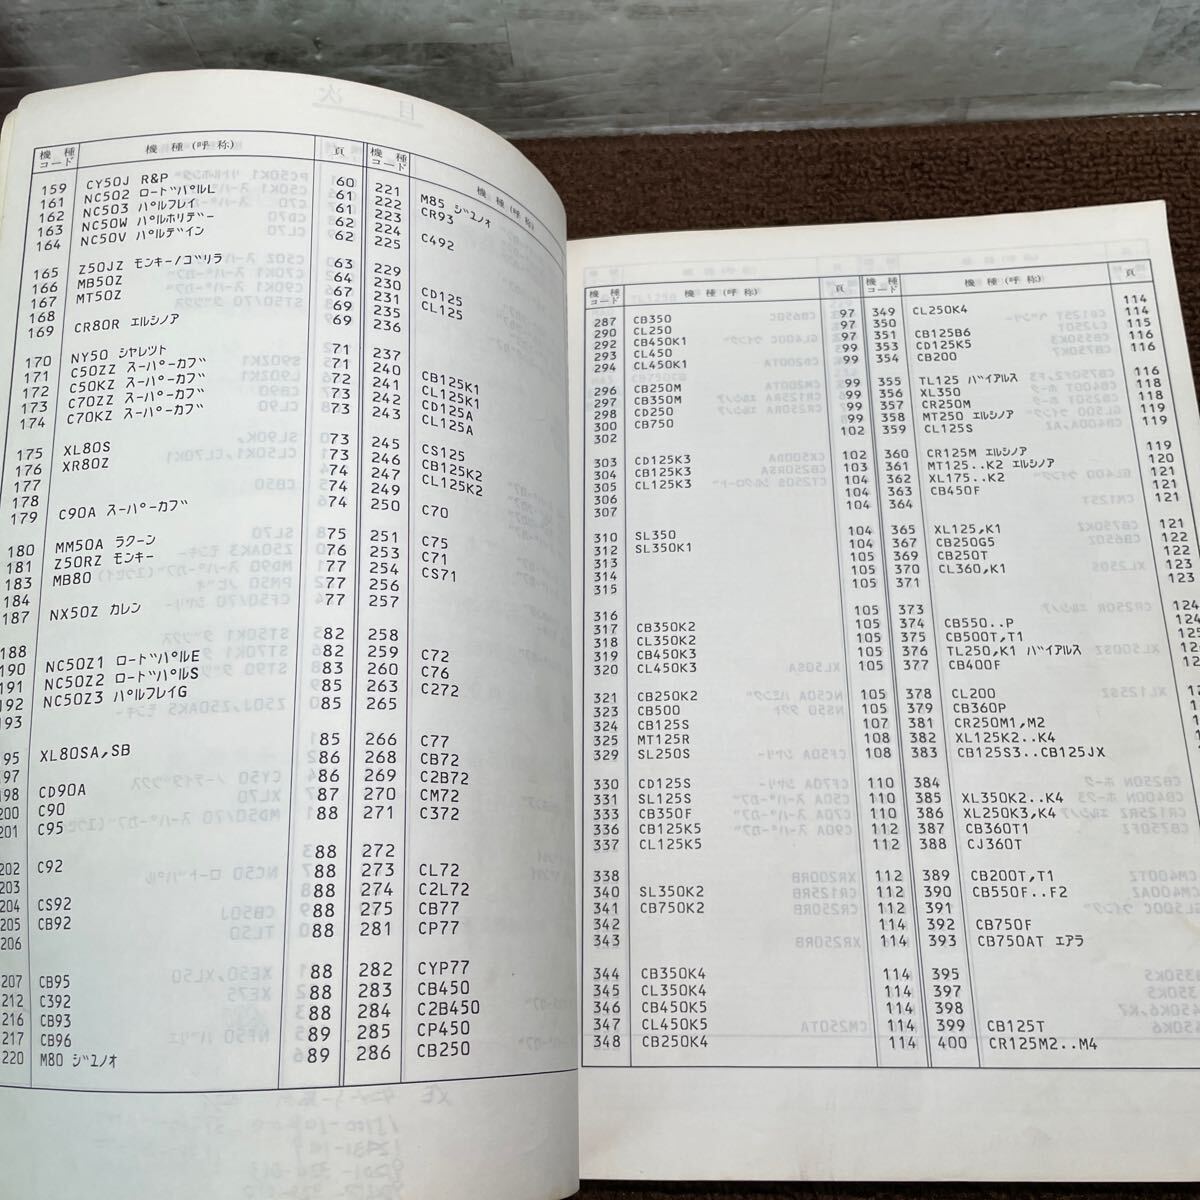 目次
機種コード 機種(呼称) 頁 機種コード 機種(呼称)
159 CY50J R&P 60
161 NC502 ロードパルL 61
162 NC503 パルフレイ 61
163 NC50W パルホリデー 62
164 NC50V パルディン 62
165 Z50JZ モンキー/ゴリラ 63
166 MB50Z 64
167 MT50Z 67
168 69
169 CR80R エルシノア 69
170 NY50 シャレット 71
171 C50ZZ スーパーカブ 71
172 C50KZ スーパーカブ 72
173 C70ZZ スーパーカブ 73
174 C70KZ スーパーカブ 73
175 XL80S 73
176 XR80Z 73
177 74
178 74
179 C90A スーパーカブ 74
180 MM50A ラクーン 75
181 Z50RZ モンキー 76
183 MB80 77
184 77
187 NX50Z カレン 77
188 82
190 NC50Z1 ロードパルE 82
191 NC50Z2 ロードパルS 83
192 NC50Z3 パルフレイG 85
193 85
195 XL80SA,SB 85
197 86
198 CD90A 86
200 C90 87
201 C95 88
202 C92 88
203 88
204 CS92 88
205 CB92 88
206 88
207 CB95 88
212 C392 88
216 CB93 88
217 CB96 89
220 M80 ジュノオ 89
221 M85 ジュノオ
222 CR93
223
224 C492
225
229
230 CD125
231 CL125
235
236
237
240 CB125K1
241 CL125K1
242 CD125A
243 CL125A
245 CS125
246 CB125K2
247 CL125K2
249
250 C70
251 C75
253 C71
254 CS71
256
257
258
259 C72
260 C76
263 C272
265
266 C77
268 CB72
269 C2B72
270 CM72
271 C372
272
273 CL72
274 C2L72
275 CB77
281 CP77
282 CYP77
283 CB450
284 C2B450
285 CP450
286 CB250
機種コード 機種(呼称) 頁 機種コード 機種(呼称) 頁
287 CB350 97
290 CL250 97
292 CB450K1 97
293 CL450 99
294 CL450K1 99
296 CB250M 99
297 CB350M 99
298 CD250 99
300 CB750 99
302 102
303 CD125K3 102
304 CB125K3 103
305 CL125K3 104
306 104
307 104
310 SL350 104
312 SL350K1 104
313 105
314 105
315 105
316 105
317 CB350K2 105
318 CL350K2 105
319 CB450K3 105
320 CL450K3 105
321 CB250K2 105
323 CB500 105
324 CB125S 107
325 MT125R 108
329 SL250S 108
330 CD125S 110
331 SL125S 110
333 CB350F 110
336 CB125K5 112
337 CL125K5 112
338 112
340 SL350K2 112
341 CB750K2 112
342 114
343 114
344 CB350K4 114
345 CL350K4 114
346 CB450K5 114
347 CL450K5 114
348 CB250K4 114
349 CL250K4 114
350 114
351 CB125B6 115
353 CD125K5 116
354 CB200 116
355 TL125 バイアルス 116
356 XL350 118
357 CR250M 118
358 MT250 エルシノア 119
359 CL125S 119
360 CR125M エルシノア 119
361 MT125..K2 エルシノア 120
362 XL175..K2 121
363 CB450F 121
364 121
365 XL125,K1 121
367 CB250G5 122
369 CB250T 122
370 CL360,K1 123
371 123
373 124
374 CB550..P
375 CB500T,T1
376 TL250,K1 バイアルス
377 CB400F
378 CL200
379 CB360P
381 CR250M1,M2
382 XL125K2..K4
383 CB125S3..CB125JX
384
385 XL350K2..K4
386 XL250K3,K4
387 CB360T1
388 CJ360T
389 CB200T,T1
390 CB550F..F2
391
392 CB750F
393 CB750AT エアラ
395
397
398
399 CB125T
400 CR125M2..M4